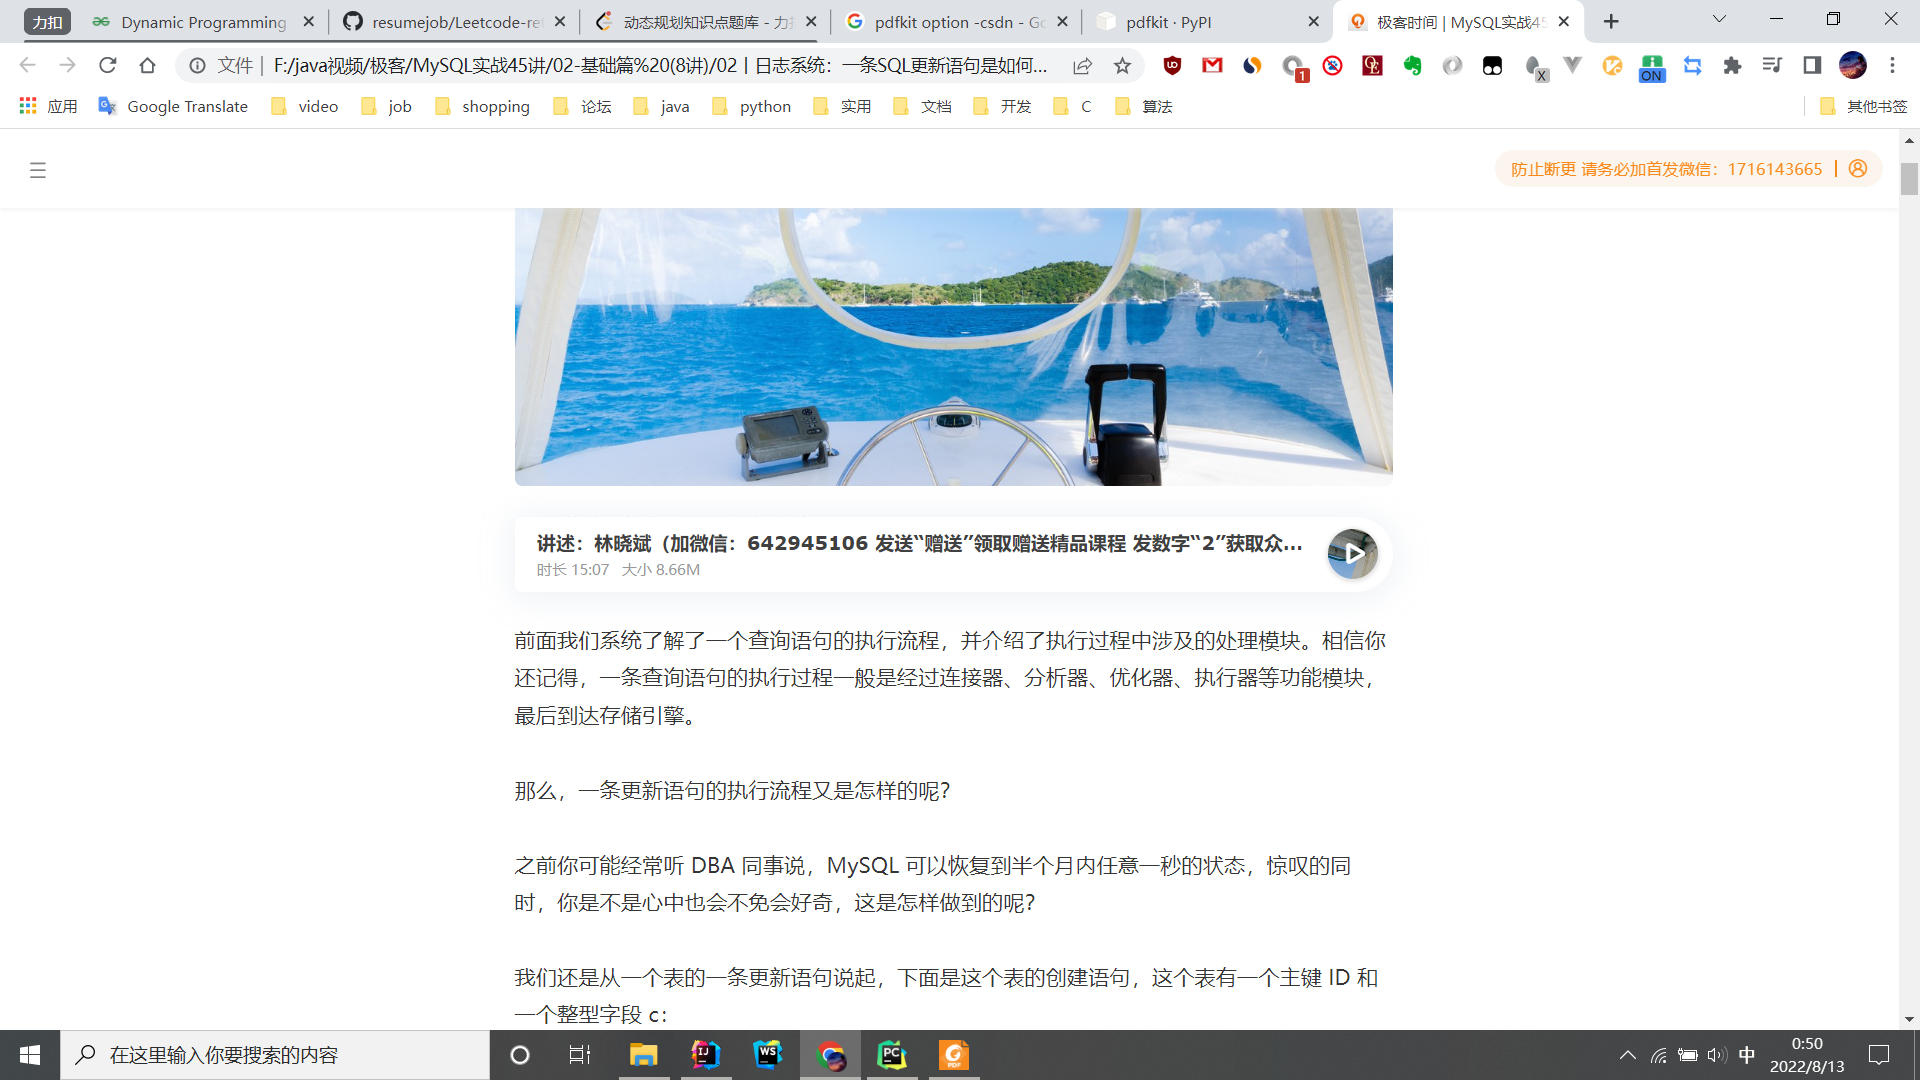 力扣
Dynamic Programming
resumejob/Leetcode-re
动态规划知识点题库 - 力
pdfkit option -csdn - Go
pdfkit · PyPI
极客时间 | MySQL实战45
文件
F:/java视频/极客/MySQL实战45讲/02-基础篇%20(8讲)/02 | 日志系统：一条SQL更新语句是如何...
1
X
ON
应用
Google Translate
video
job
shopping
论坛
java
python
实用
文档
开发
C
算法
其他书签
防止断更 请务必加首发微信：1716143665
讲述：林晓斌（加微信：642945106 发送“赠送”领取赠送精品课程 发数字“2”获取众...
时长 15:07 大小 8.66M
前面我们系统了解了一个查询语句的执行流程，并介绍了执行过程中涉及的处理模块。相信你
还记得，一条查询语句的执行过程一般是经过连接器、分析器、优化器、执行器等功能模块，
最后到达存储引擎。
那么，一条更新语句的执行流程又是怎样的呢？
之前你可能经常听 DBA 同事说，MySQL 可以恢复到半个月内任意一秒的状态，惊叹的同
时，你是不是心中也会不免会好奇，这是怎样做到的呢？
我们还是从一个表的一条更新语句说起，下面是这个表的创建语句，这个表有一个主键 ID 和
一个整型字段 c：
在这里输入你要搜索的内容
IJ
WS
PC
PDF
中
0:50
2022/8/13